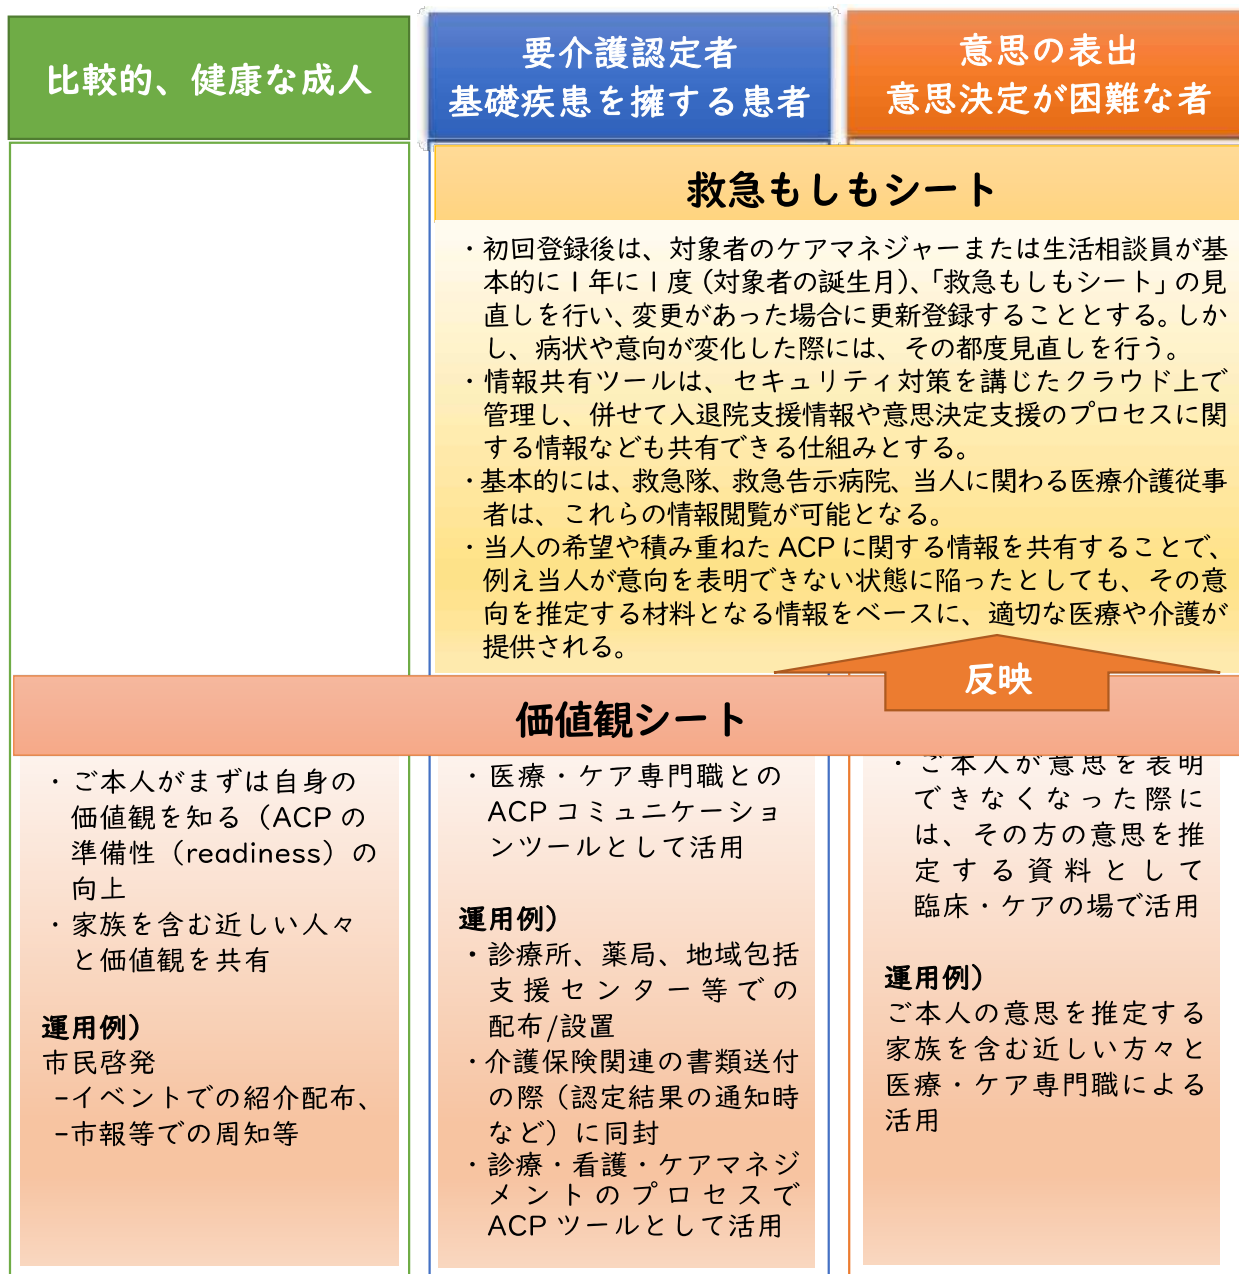 比較的、健康な成人
要介護認定者
基礎疾患を擁する患者
意思の表出
意思決定が困難な者
救急もしもシート
・初回登録後は、対象者のケアマネジャーまたは生活相談員が基
本的に1年に1度（対象者の誕生月）、「救急もしもシート」の見
直しを行い、変更があった場合に更新登録することとする。しか
し、病状や意向が変化した際には、その都度見直しを行う。
・情報共有ツールは、セキュリティ対策を講じたクラウド上で
管理し、併せて入退院支援情報や意思決定支援のプロセスに関
する情報なども共有できる仕組みとする。
・基本的には、救急隊、救急告示病院、当人に関わる医療介護従事
者は、これらの情報閲覧が可能となる。
・当人の希望や積み重ねた ACP に関する情報を共有することで、
例え当人が意向を表明できない状態に陥ったとしても、その意
向を推定する材料となる情報をベースに、適切な医療や介護が
提供される。
反映
価値観シート
・ご本人がまずは自身の
価値観を知る（ACP の
準備性（readiness）の
向上
・家族を含む近しい人々
と価値観を共有
運用例）
市民啓発
-イベントでの紹介配布、
-市報等での周知等
・医療・ケア専門職との
ACP コミュニケーショ
ンツールとして活用
運用例）
・診療所、薬局、地域包括
支援センター等での
配布/設置
・介護保険関連の書類送付
の際（認定結果の通知時
など）に同封
・診療・看護・ケアマネジ
メントのプロセスで
ACP ツールとして活用
・ご本人が意思を表明
できなくなった際に
は、その方の意思を推
定する資料として
臨床・ケアの場で活用
運用例）
ご本人の意思を推定する
家族を含む近しい方々と
医療・ケア専門職による
活用